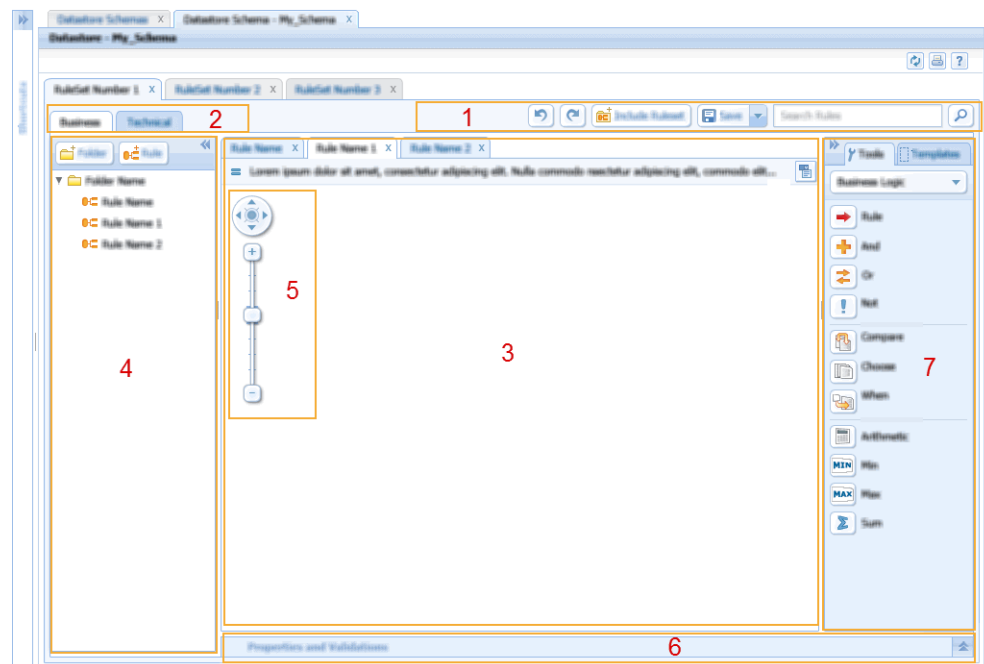 Datastore Schemas X Datastore Schema - My_Schema X
Datastore - My_Schema
?
Shortcuts
RuleSet Number 1 X RuleSet Number 2 X RuleSet Number 3 X
Business Technical 2 1 Include Ruleset Save Search Rules
Folder Rule
Rule Name X Rule Name 1 X Rule Name 2 X
Tools Templates
Lorem ipsum dolor sit amet, consectetur adipiscing elit. Nulla commodo adipiscing elit, commodo elit...
Business Logic
Folder Name
Rule Name
Rule Name 1
Rule Name 2
Rule
And
Or
Not
Compare
Choose
When
Arithmetic
MIN Min
MAX Max
Σ Sum
5
3
4
7
Properties and Validations 6